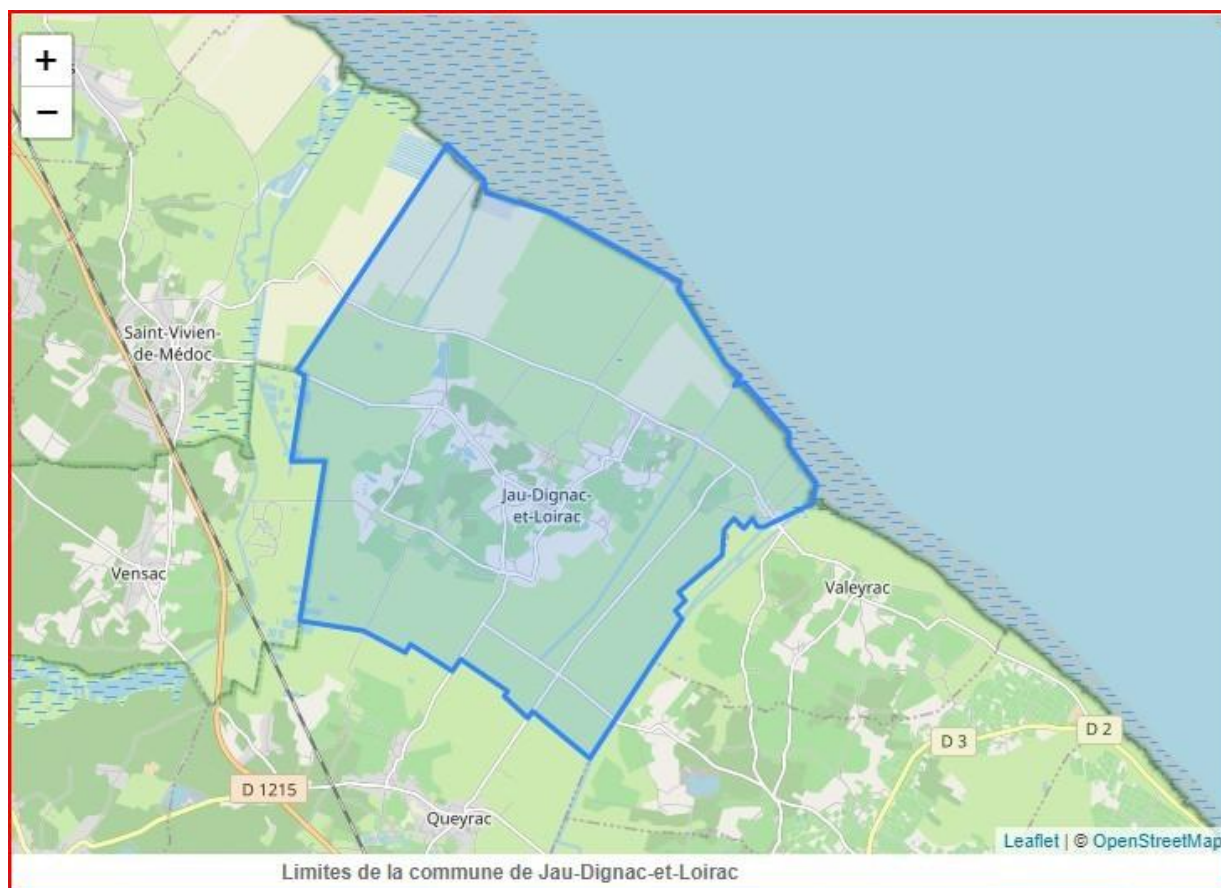 +
−
Saint-Vivien-
de-Médoc
Jau-Dignac-
et-Loirac
Vensac
Valeyrac
D 2
D 3
D 1215
Queyrac
Leaflet | © OpenStreetMap
Limites de la commune de Jau-Dignac-et-Loirac